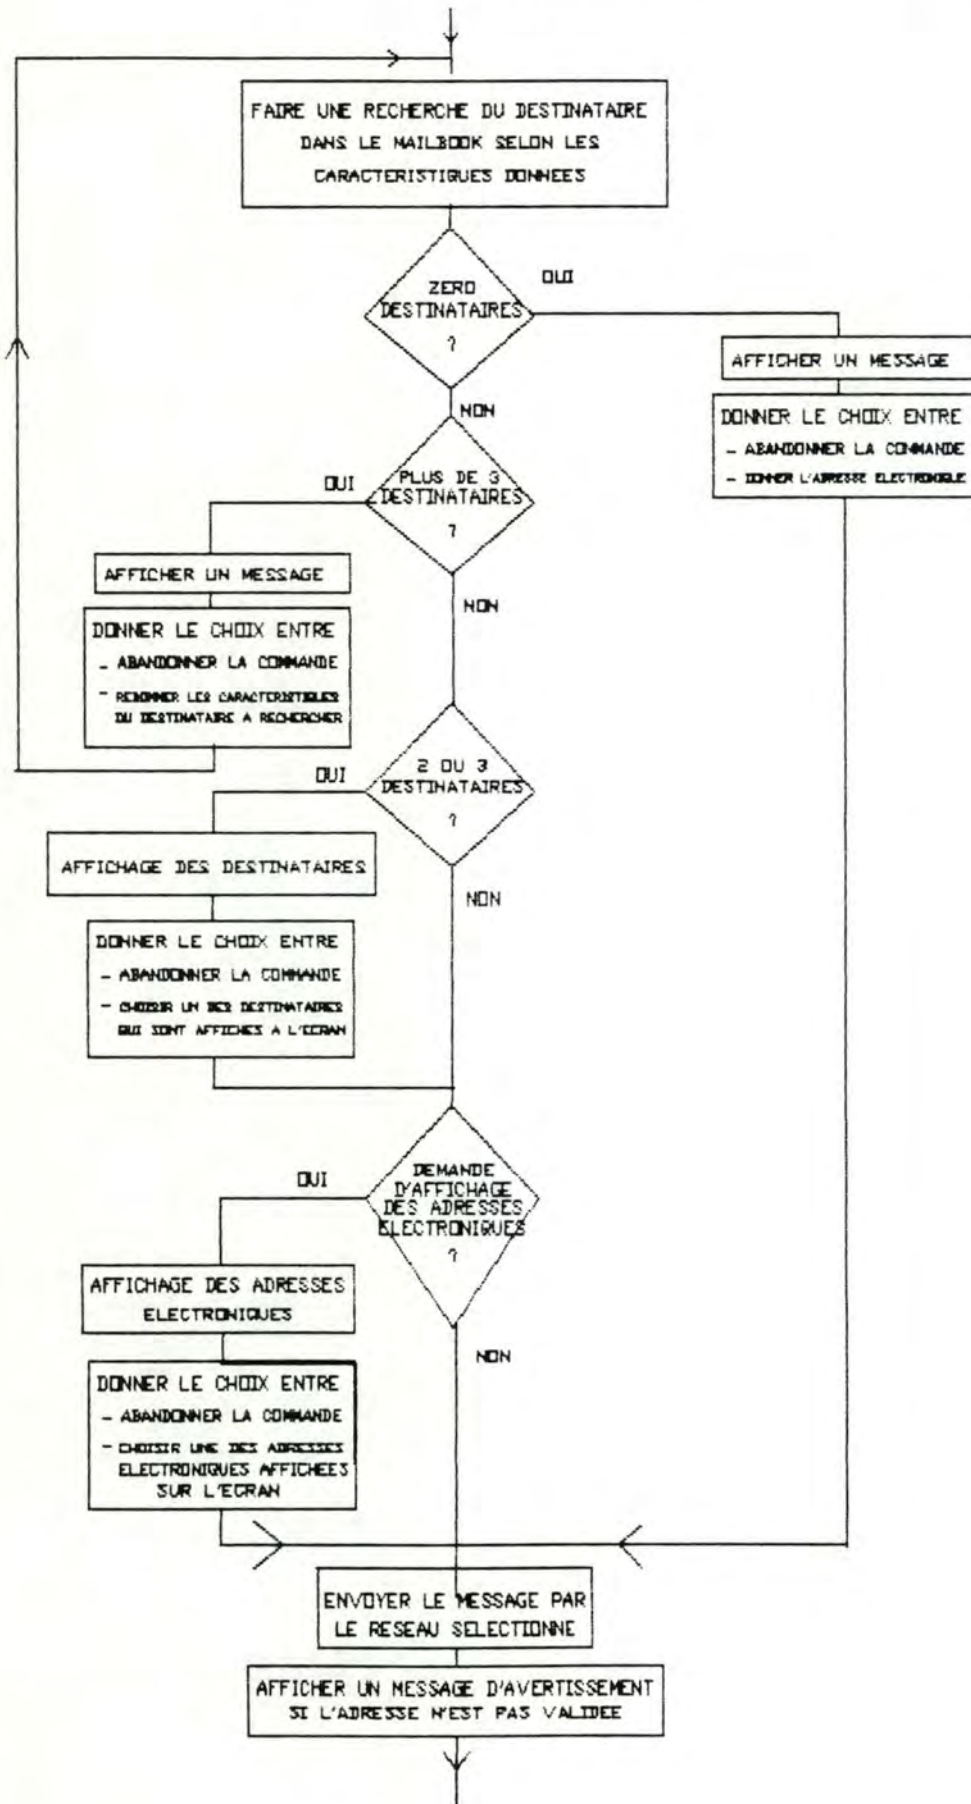 FAIRE UNE RECHERCHE DU DESTINATAIRE
DANS LE MAILBOOK SELON LES
CARACTERISTIQUES DONNEES
ZERO
DESTINATAIRES
?
OUI
AFFICHER UN MESSAGE
DONNER LE CHOIX ENTRE
- ABANDONNER LA COMMANDE
- DONNER L'ADRESSE ELECTRONIQUE
NON
PLUS DE 3
DESTINATAIRES
?
OUI
AFFICHER UN MESSAGE
DONNER LE CHOIX ENTRE
- ABANDONNER LA COMMANDE
- REDONNER LES CARACTERISTIQUES
DU DESTINATAIRE A RECHERCHER
NON
2 OU 3
DESTINATAIRES
?
OUI
AFFICHAGE DES DESTINATAIRES
DONNER LE CHOIX ENTRE
- ABANDONNER LA COMMANDE
- CHOISIR UN DES DESTINATAIRES
QUI SONT AFFICHES A L'ECRAN
NON
DEMANDE
D'AFFICHAGE
DES ADRESSES
ELECTRONIQUES
?
OUI
AFFICHAGE DES ADRESSES
ELECTRONIQUES
DONNER LE CHOIX ENTRE
- ABANDONNER LA COMMANDE
- CHOISIR UNE DES ADRESSES
ELECTRONIQUES AFFICHEES
SUR L'ECRAN
NON
ENVOYER LE MESSAGE PAR
LE RESEAU SELECTIONNE
AFFICHER UN MESSAGE D'AVERTISSEMENT
SI L'ADRESSE N'EST PAS VALIDEE